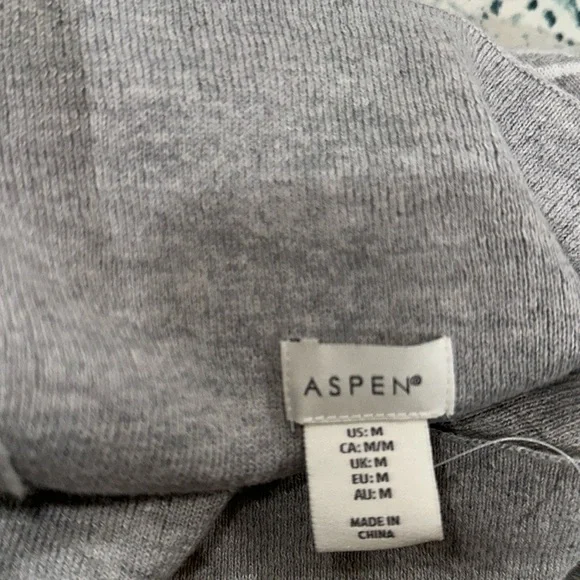 ASPEN®
US: M
CA: M/M
UK: M
EU: M
AU: M
MADE IN
CHINA